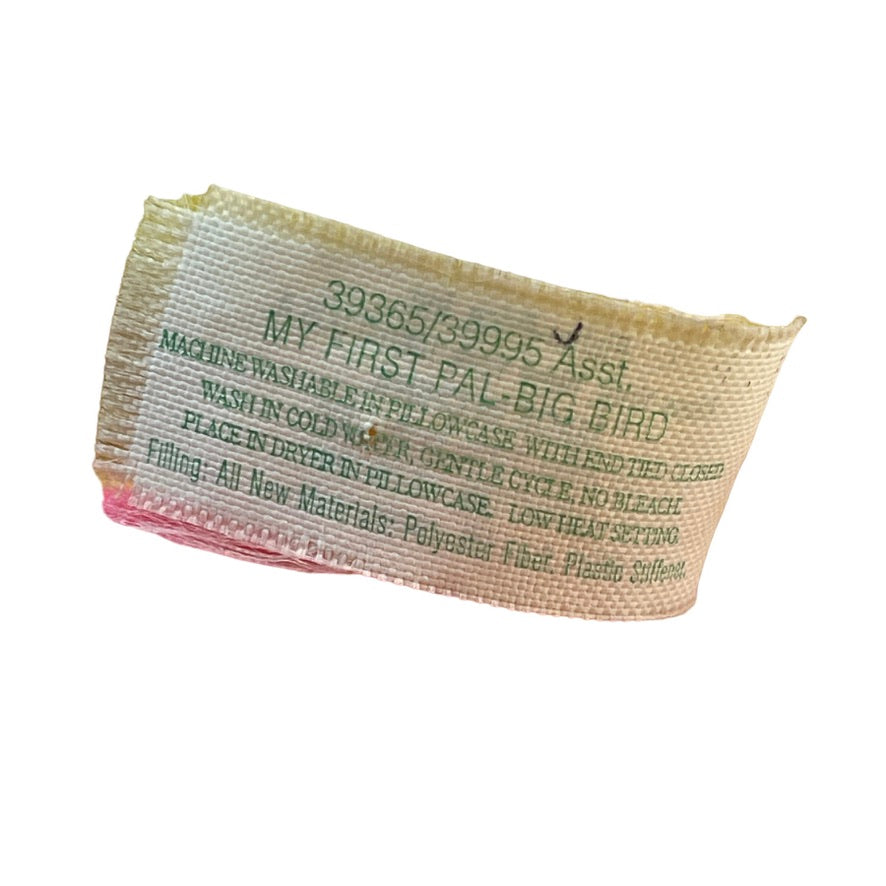 39365/39995 Asst.
MY FIRST PAL-BIG BIRD
MACHINE WASHABLE IN PILLOWCASE WITH END TIED CLOSED
WASH IN COLD WATER, GENTLE CYCLE, NO BLEACH
PLACE IN DRYER IN PILLOWCASE. LOW HEAT SETTING.
Filling: All New Materials: Polyester Fiber. Plastic Stiffener.